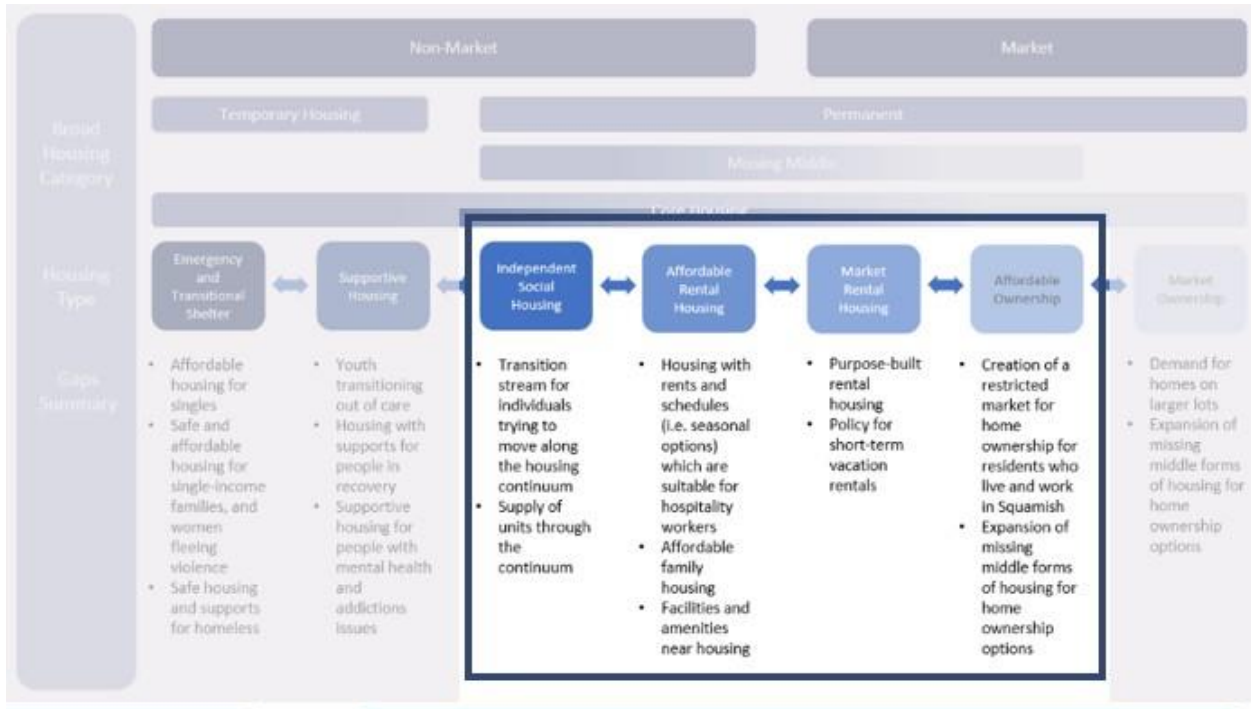 Non-Market
Market
Temporary Housing
Permanent
Broad
Housing
Category
Missing Middle
Core Housing
Housing
Type
Emergency
and
Transitional
Shelter
Supportive
Housing
Independent
Social
Housing
Affordable
Rental
Housing
Market
Rental
Housing
Affordable
Ownership
Market
Ownership
Gaps
Summary
• Affordable
housing for
singles
• Safe and
affordable
housing for
single-income
families, and
women
fleeing
violence
• Safe housing
and supports
for homeless
• Youth
transitioning
out of care
• Housing with
supports for
people in
recovery
• Supportive
housing for
people with
mental health
and
addictions
issues
• Transition
stream for
individuals
trying to
move along
the housing
continuum
• Supply of
units through
the
continuum
• Housing with
rents and
schedules
(i.e. seasonal
options)
which are
suitable for
hospitality
workers
• Affordable
family
housing
• Facilities and
amenities
near housing
• Purpose-built
rental
housing
• Policy for
short-term
vacation
rentals
• Creation of a
restricted
market for
home
ownership for
residents who
live and work
in Squamish
• Expansion of
missing
middle forms
of housing for
home
ownership
options
• Demand for
homes on
larger lots
• Expansion of
missing
middle forms
of housing for
home
ownership
options